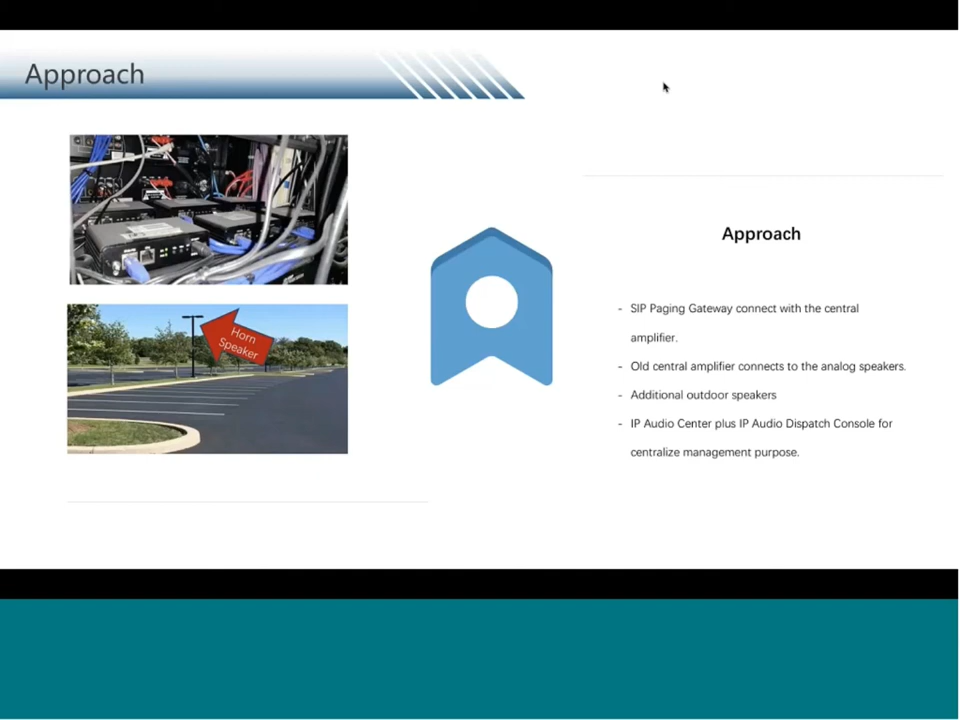 Approach
Horn
Speaker
Approach
- SIP Paging Gateway connect with the central
amplifier.
- Old central amplifier connects to the analog speakers.
- Additional outdoor speakers
- IP Audio Center plus IP Audio Dispatch Console for
centralize management purpose.